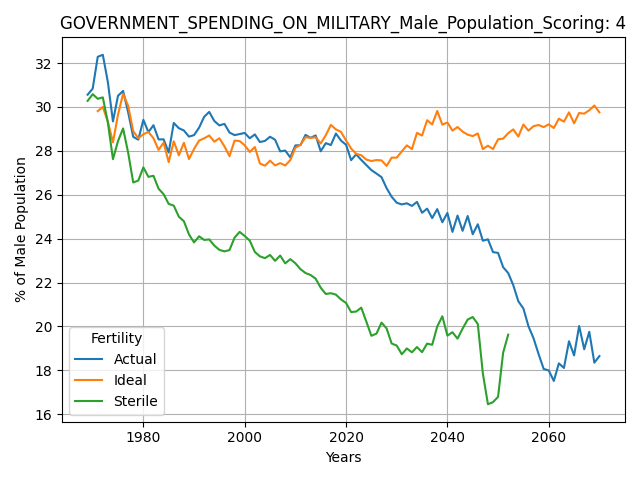 GOVERNMENT_SPENDING_ON_MILITARY_Male_Population_Scoring: 4
% of Male Population
32
30
28
26
24
22
20
18
16
Fertility
Actual
Ideal
Sterile
1980 2000 2020 2040 2060
Years